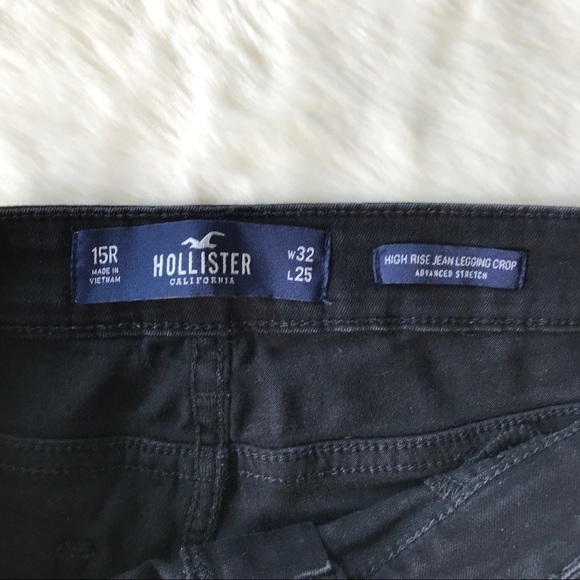 15R
MADE IN
VIETNAM
HOLLISTER
CALIFORNIA
W32
L25
HIGH RISE JEAN LEGGING CROP
ADVANCED STRETCH